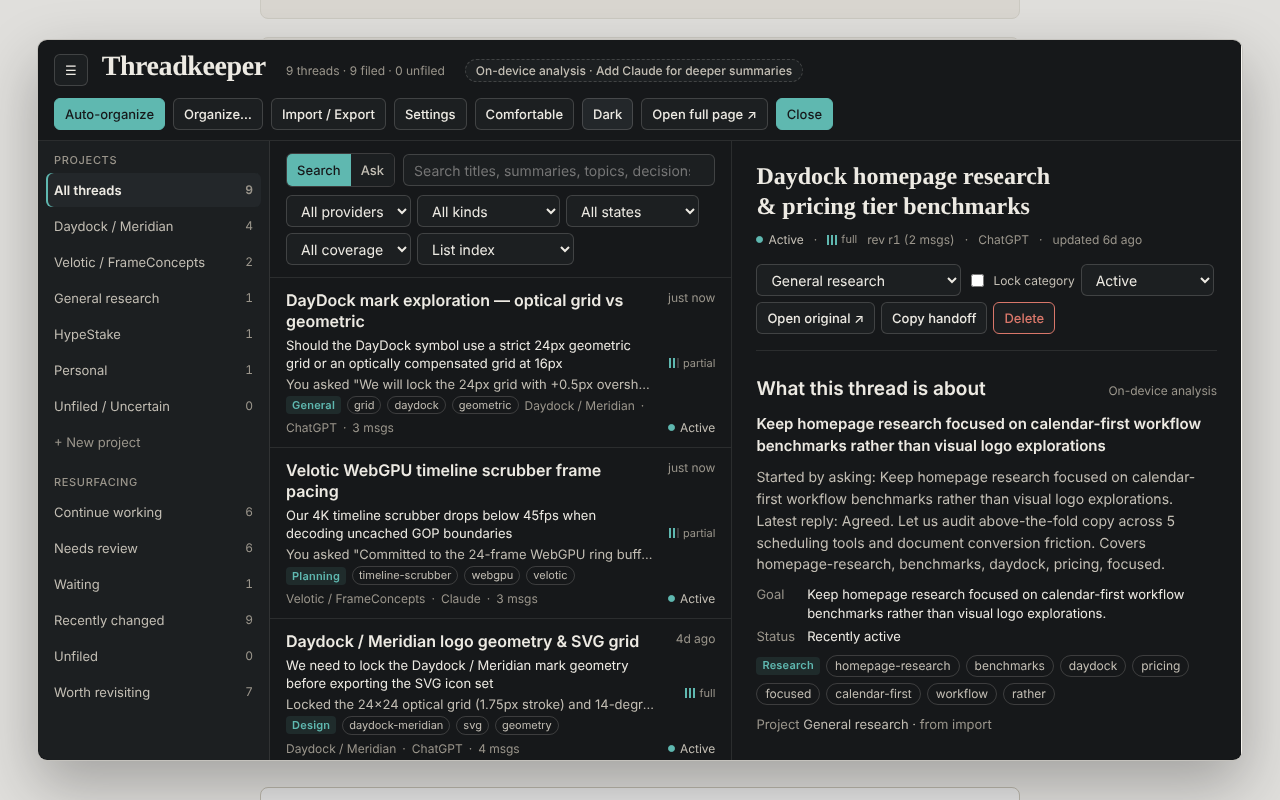 ☰ Threadkeeper 9 threads · 9 filed · 0 unfiled On-device analysis · Add Claude for deeper summaries
Auto-organize Organize... Import / Export Settings Comfortable Dark Open full page ↗ Close
PROJECTS
All threads 9
Daydock / Meridian 4
Velotic / FrameConcepts 2
General research 1
HypeStake 1
Personal 1
Unfiled / Uncertain 0
+ New project
RESURFACING
Continue working 6
Needs review 6
Waiting 1
Recently changed 9
Unfiled 0
Worth revisiting 7
Search Ask Search titles, summaries, topics, decisions
All providers All kinds All states
All coverage List index
DayDock mark exploration — optical grid vs just now
geometric
Should the DayDock symbol use a strict 24px geometric
grid or an optically compensated grid at 16px partial
You asked "We will lock the 24px grid with +0.5px oversh...
General grid daydock geometric Daydock / Meridian ·
ChatGPT · 3 msgs Active
Velotic WebGPU timeline scrubber frame just now
pacing
Our 4K timeline scrubber drops below 45fps when
decoding uncached GOP boundaries partial
You asked "Committed to the 24-frame WebGPU ring buff...
Planning timeline-scrubber webgpu velotic
Velotic / FrameConcepts · Claude · 3 msgs Active
Daydock / Meridian logo geometry & SVG grid 4d ago
We need to lock the Daydock / Meridian mark geometry
before exporting the SVG icon set full
Locked the 24×24 optical grid (1.75px stroke) and 14-degr...
Design daydock-meridian svg geometry
Daydock / Meridian · ChatGPT · 4 msgs Active
Daydock homepage research
& pricing tier benchmarks
Active · full rev r1 (2 msgs) · ChatGPT · updated 6d ago
General research Lock category Active
Open original ↗ Copy handoff Delete
What this thread is about On-device analysis
Keep homepage research focused on calendar-first workflow
benchmarks rather than visual logo explorations
Started by asking: Keep homepage research focused on calendar-
first workflow benchmarks rather than visual logo explorations.
Latest reply: Agreed. Let us audit above-the-fold copy across 5
scheduling tools and document conversion friction. Covers
homepage-research, benchmarks, daydock, pricing, focused.
Goal Keep homepage research focused on calendar-first workflow
benchmarks rather than visual logo explorations.
Status Recently active
Research homepage-research benchmarks daydock pricing
focused calendar-first workflow rather
Project General research · from import